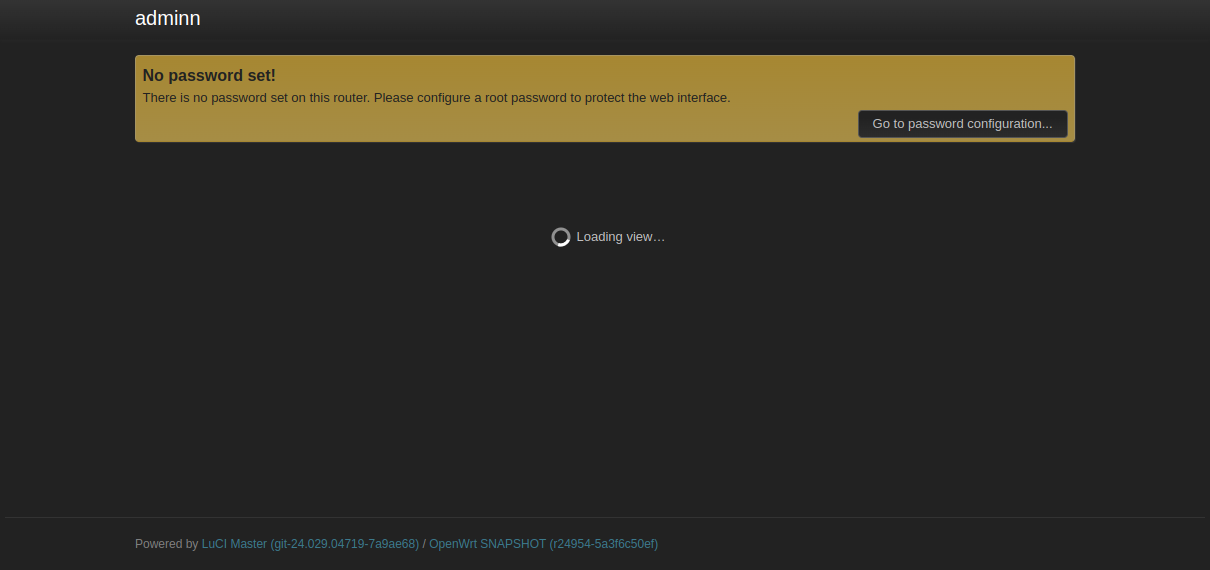 adminn
No password set!
There is no password set on this router. Please configure a root password to protect the web interface.
Go to password configuration...
Loading view…
Powered by LuCI Master (git-24.029.04719-7a9ae68) / OpenWrt SNAPSHOT (r24954-5a3f6c50ef)